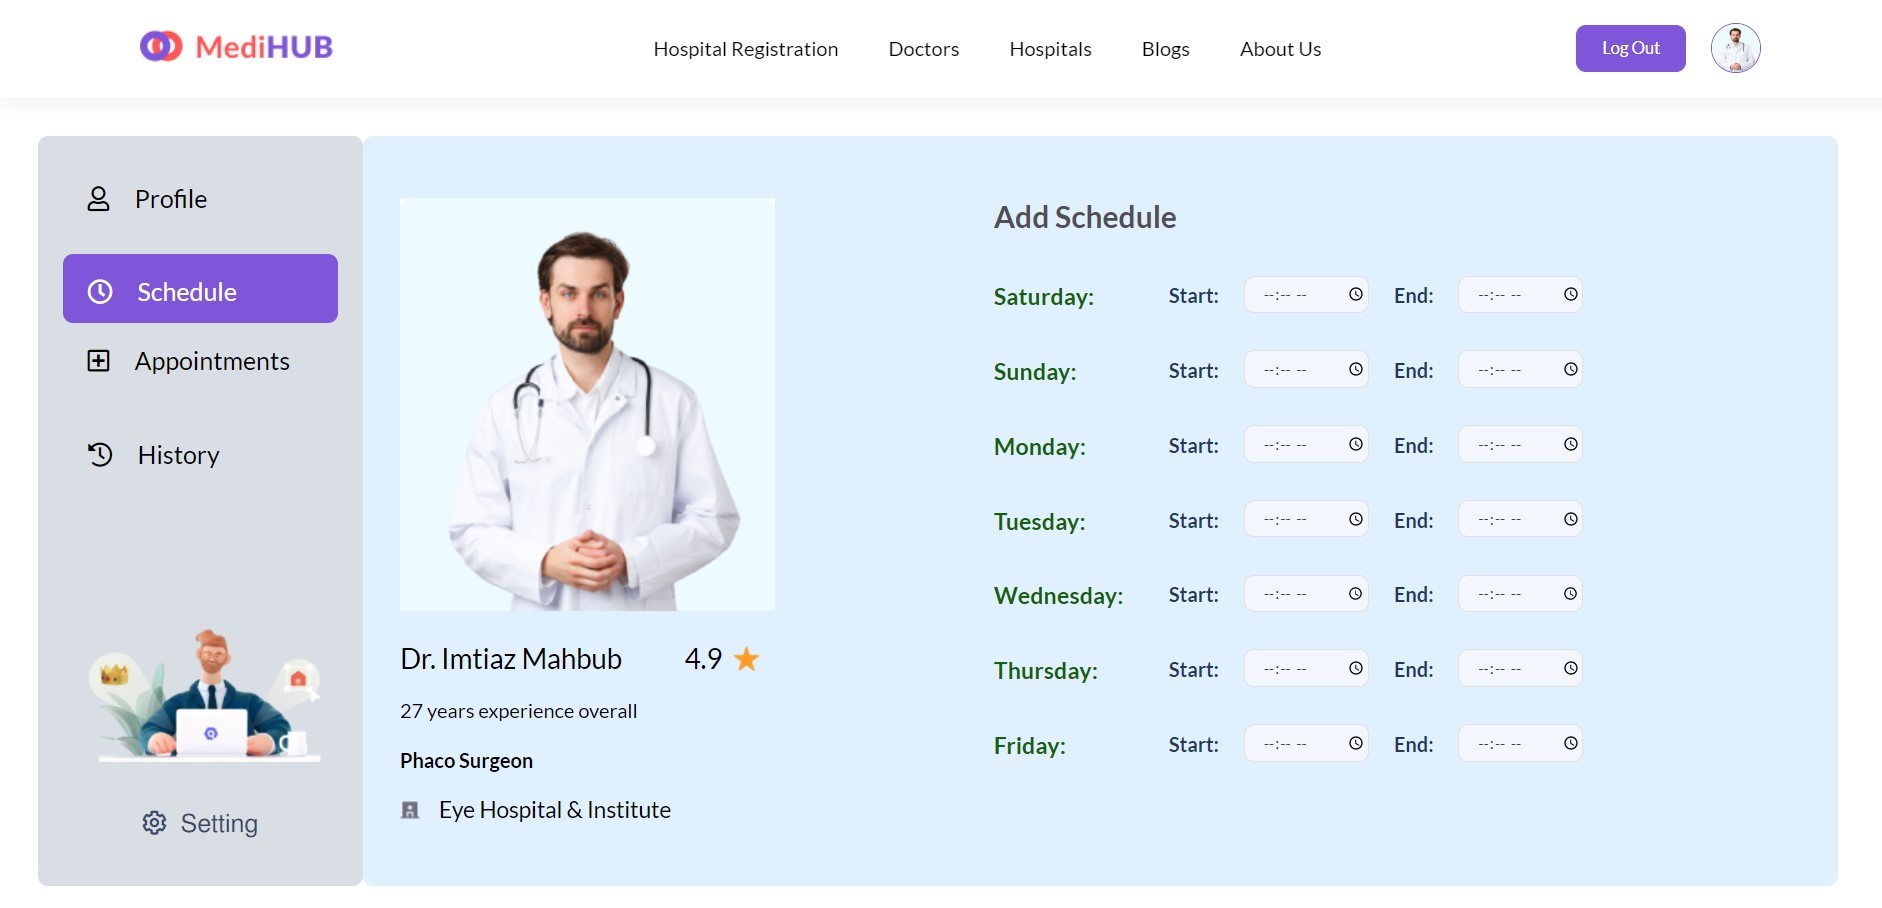 MediHUB
Hospital Registration Doctors Hospitals Blogs About Us
Log Out
Profile
Schedule
Appointments
History
Setting
Dr. Imtiaz Mahbub 4.9
27 years experience overall
Phaco Surgeon
Eye Hospital & Institute
Add Schedule
Saturday: Start: --:-- -- End: --:-- --
Sunday: Start: --:-- -- End: --:-- --
Monday: Start: --:-- -- End: --:-- --
Tuesday: Start: --:-- -- End: --:-- --
Wednesday: Start: --:-- -- End: --:-- --
Thursday: Start: --:-- -- End: --:-- --
Friday: Start: --:-- -- End: --:-- --